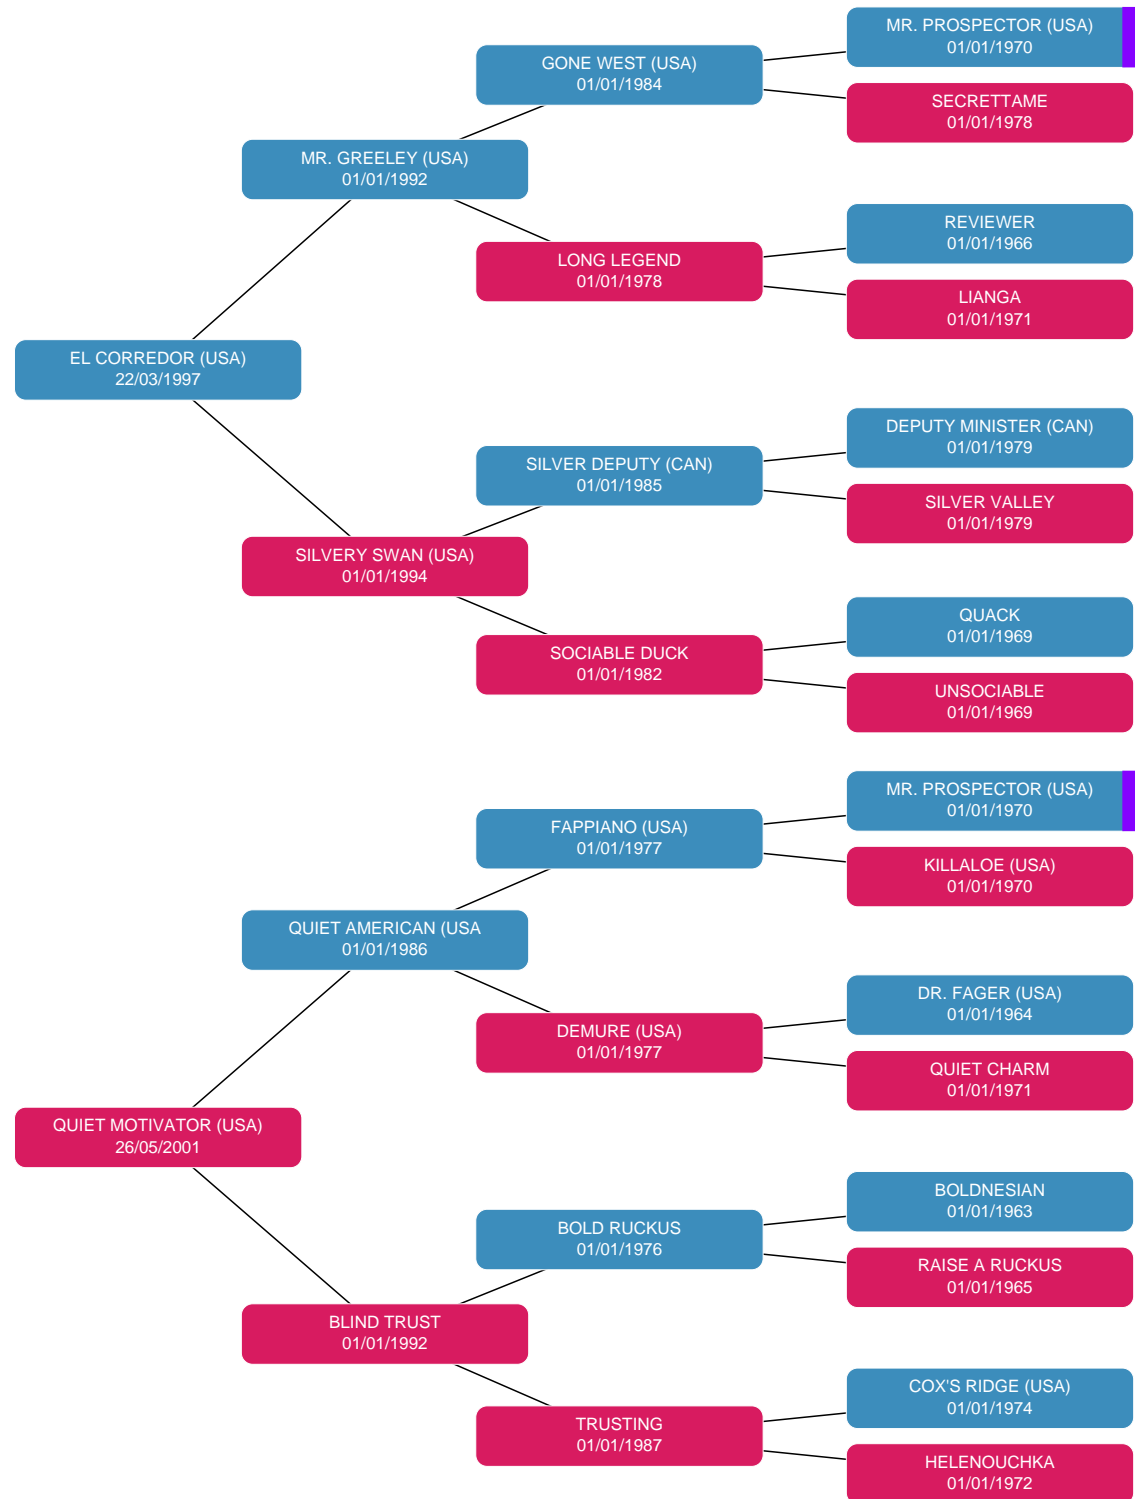 MR. PROSPECTOR (USA)
01/01/1970
GONE WEST (USA)
01/01/1984
SECRETTAME
01/01/1978
MR. GREELEY (USA)
01/01/1992
REVIEWER
01/01/1966
LONG LEGEND
01/01/1978
LIANGA
01/01/1971
EL CORREDOR (USA)
22/03/1997
DEPUTY MINISTER (CAN)
01/01/1979
SILVER DEPUTY (CAN)
01/01/1985
SILVER VALLEY
01/01/1979
SILVERY SWAN (USA)
01/01/1994
QUACK
01/01/1969
SOCIABLE DUCK
01/01/1982
UNSOCIABLE
01/01/1969
MR. PROSPECTOR (USA)
01/01/1970
FAPPIANO (USA)
01/01/1977
KILLALOE (USA)
01/01/1970
QUIET AMERICAN (USA
01/01/1986
DR. FAGER (USA)
01/01/1964
DEMURE (USA)
01/01/1977
QUIET CHARM
01/01/1971
QUIET MOTIVATOR (USA)
26/05/2001
BOLDNESIAN
01/01/1963
BOLD RUCKUS
01/01/1976
RAISE A RUCKUS
01/01/1965
BLIND TRUST
01/01/1992
COX'S RIDGE (USA)
01/01/1974
TRUSTING
01/01/1987
HELENOUCHKA
01/01/1972